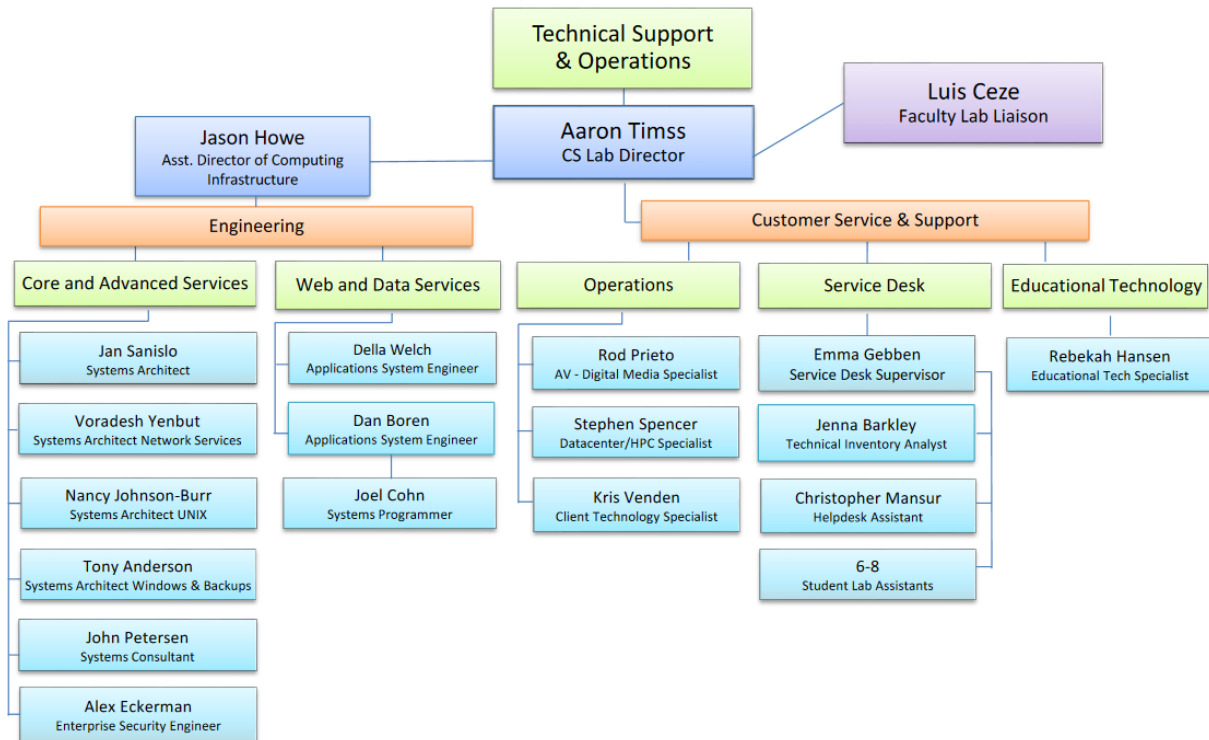 Technical Support
& Operations
Luis Ceze
Faculty Lab Liaison
Aaron Timss
CS Lab Director
Jason Howe
Asst. Director of Computing
Infrastructure
Engineering
Customer Service & Support
Core and Advanced Services
Web and Data Services
Operations
Service Desk
Educational Technology
Jan Sanislo
Systems Architect
Voradesh Yenbut
Systems Architect Network Services
Nancy Johnson-Burr
Systems Architect UNIX
Tony Anderson
Systems Architect Windows & Backups
John Petersen
Systems Consultant
Alex Eckerman
Enterprise Security Engineer
Della Welch
Applications System Engineer
Dan Boren
Applications System Engineer
Joel Cohn
Systems Programmer
Rod Prieto
AV - Digital Media Specialist
Stephen Spencer
Datacenter/HPC Specialist
Kris Venden
Client Technology Specialist
Emma Gebben
Service Desk Supervisor
Jenna Barkley
Technical Inventory Analyst
Christopher Mansur
Helpdesk Assistant
6-8
Student Lab Assistants
Rebekah Hansen
Educational Tech Specialist